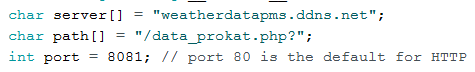 char server[] = "weatherdatapms.ddns.net";
char path[] = "/data_prokat.php?";
int port = 8081; // port 80 is the default for HTTP